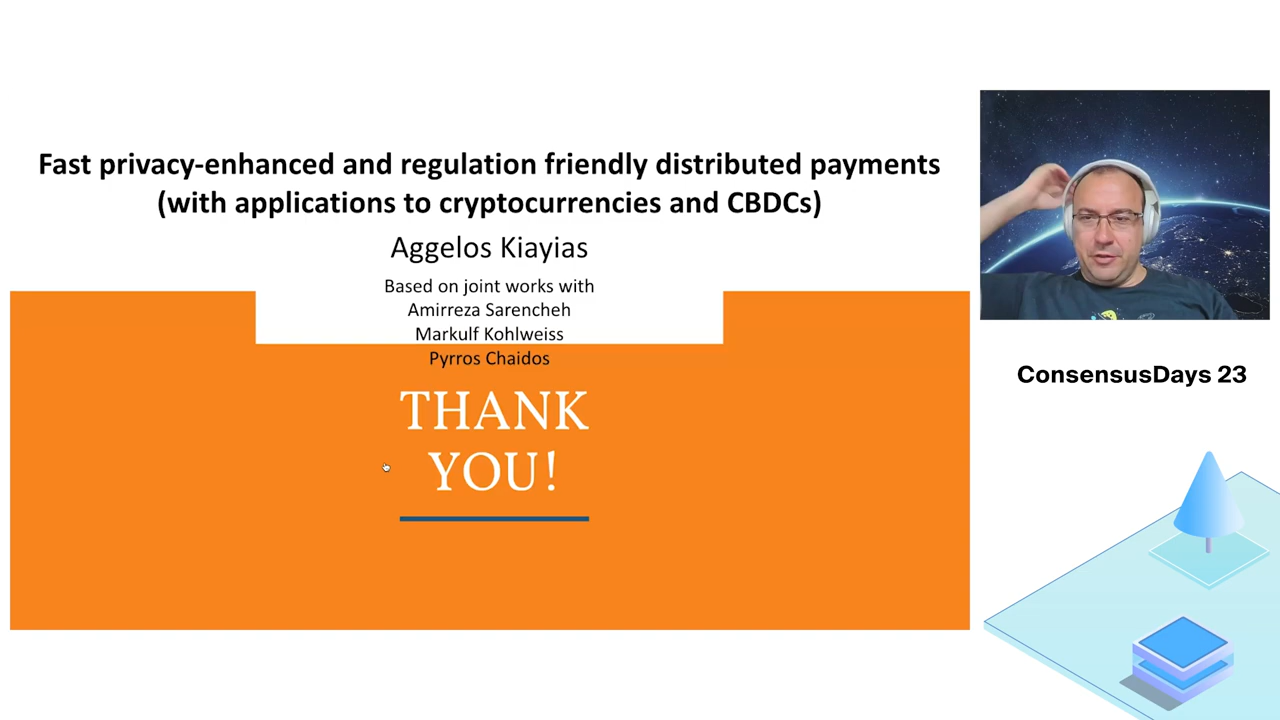 Fast privacy-enhanced and regulation friendly distributed payments
(with applications to cryptocurrencies and CBDCs)
Aggelos Kiayias
Based on joint works with
Amirreza Sarencheh
Markulf Kohlweiss
Pyrros Chaidos
THANK
YOU!
ConsensusDays 23